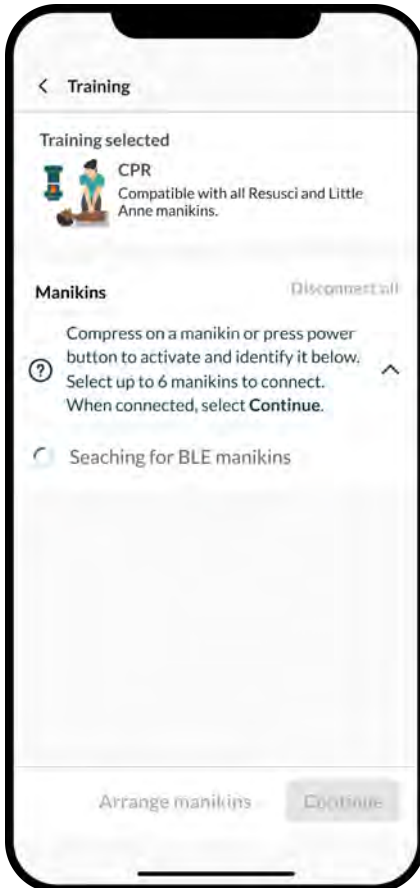 Training
Training selected
CPR
Compatible with all Resusci and Little
Anne manikins.
Manikins
Disconnect all
Compress on a manikin or press power
button to activate and identify it below.
Select up to 6 manikins to connect.
When connected, select Continue.
Seaching for BLE manikins
Arrange manikins
Continue